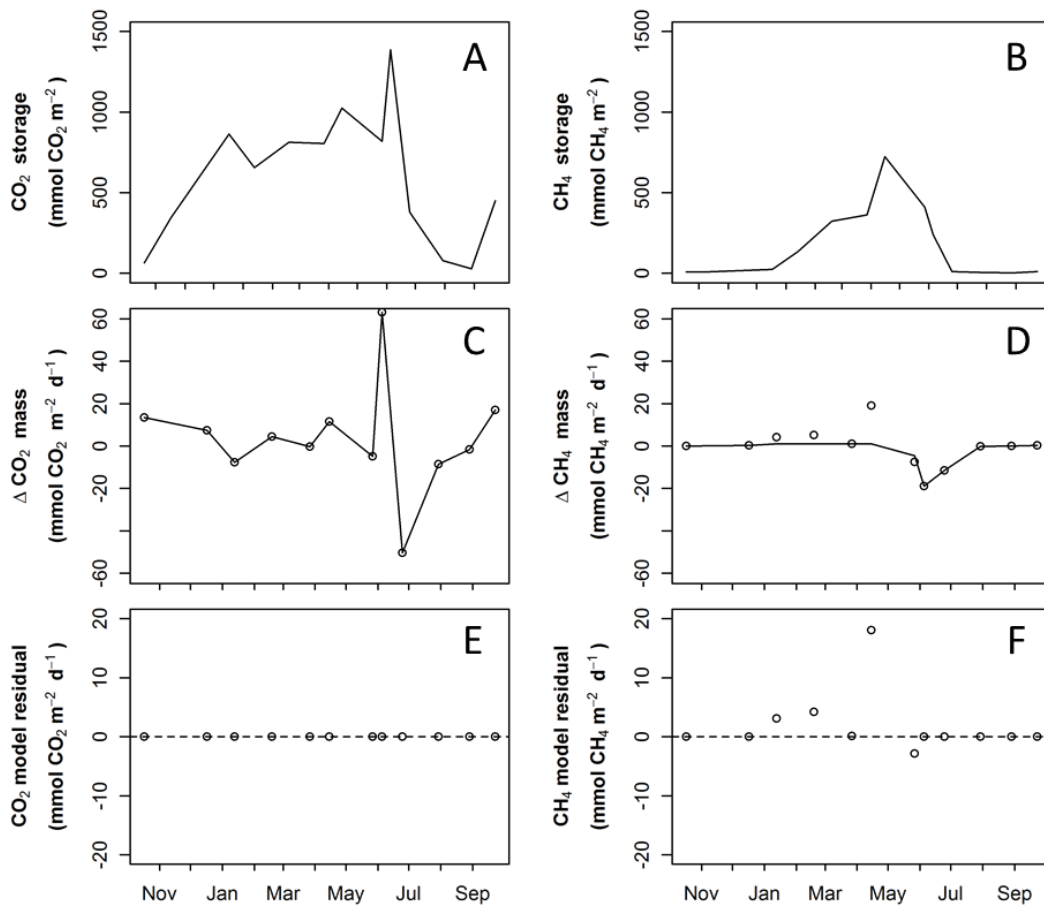 A
CO₂ storage
(mmol CO₂ m⁻²)
0 500 1000 1500
B
CH₄ storage
(mmol CH₄ m⁻²)
0 500 1000 1500
C
Δ CO₂ mass
(mmol CO₂ m⁻² d⁻¹)
-60 -20 0 20 40 60
D
Δ CH₄ mass
(mmol CH₄ m⁻² d⁻¹)
-60 -20 0 20 40 60
E
CO₂ model residual
(mmol CO₂ m⁻² d⁻¹)
-20 -10 0 10 20
Nov Jan Mar May Jul Sep
F
CH₄ model residual
(mmol CH₄ m⁻² d⁻¹)
-20 -10 0 10 20
Nov Jan Mar May Jul Sep